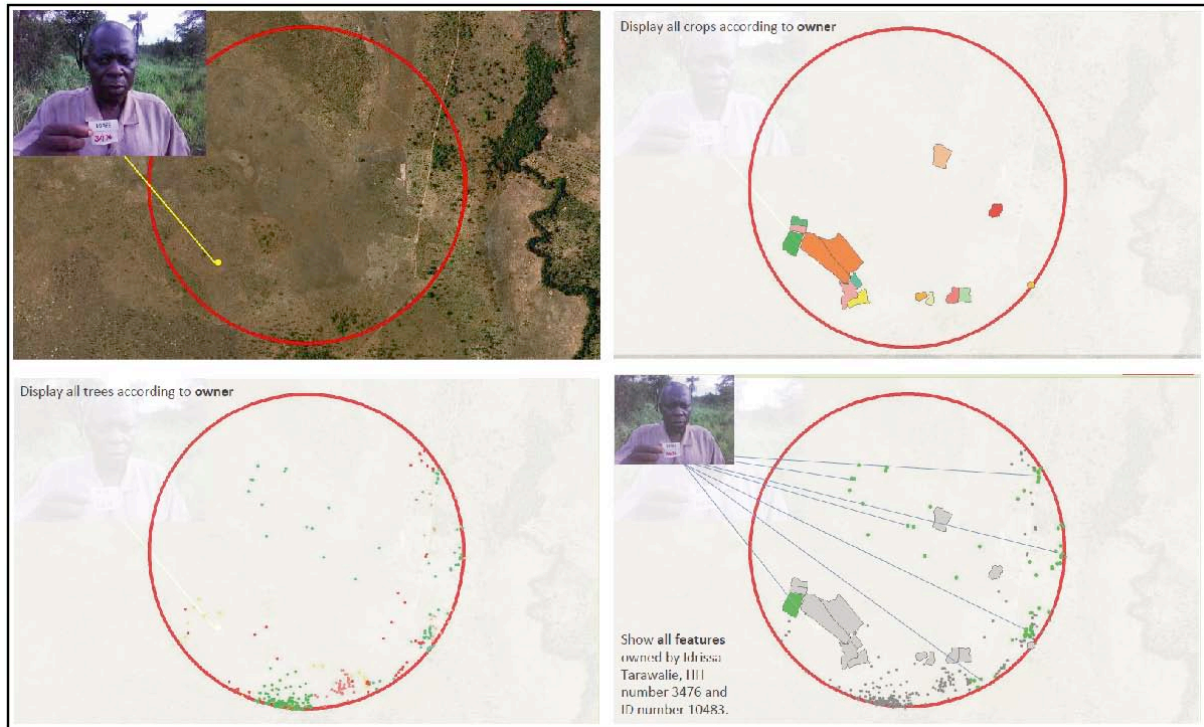 Display all crops according to owner
Display all trees according to owner
Show all features
owned by Idrissa
Tarawalie, HH
number 3476 and
ID number 10483.